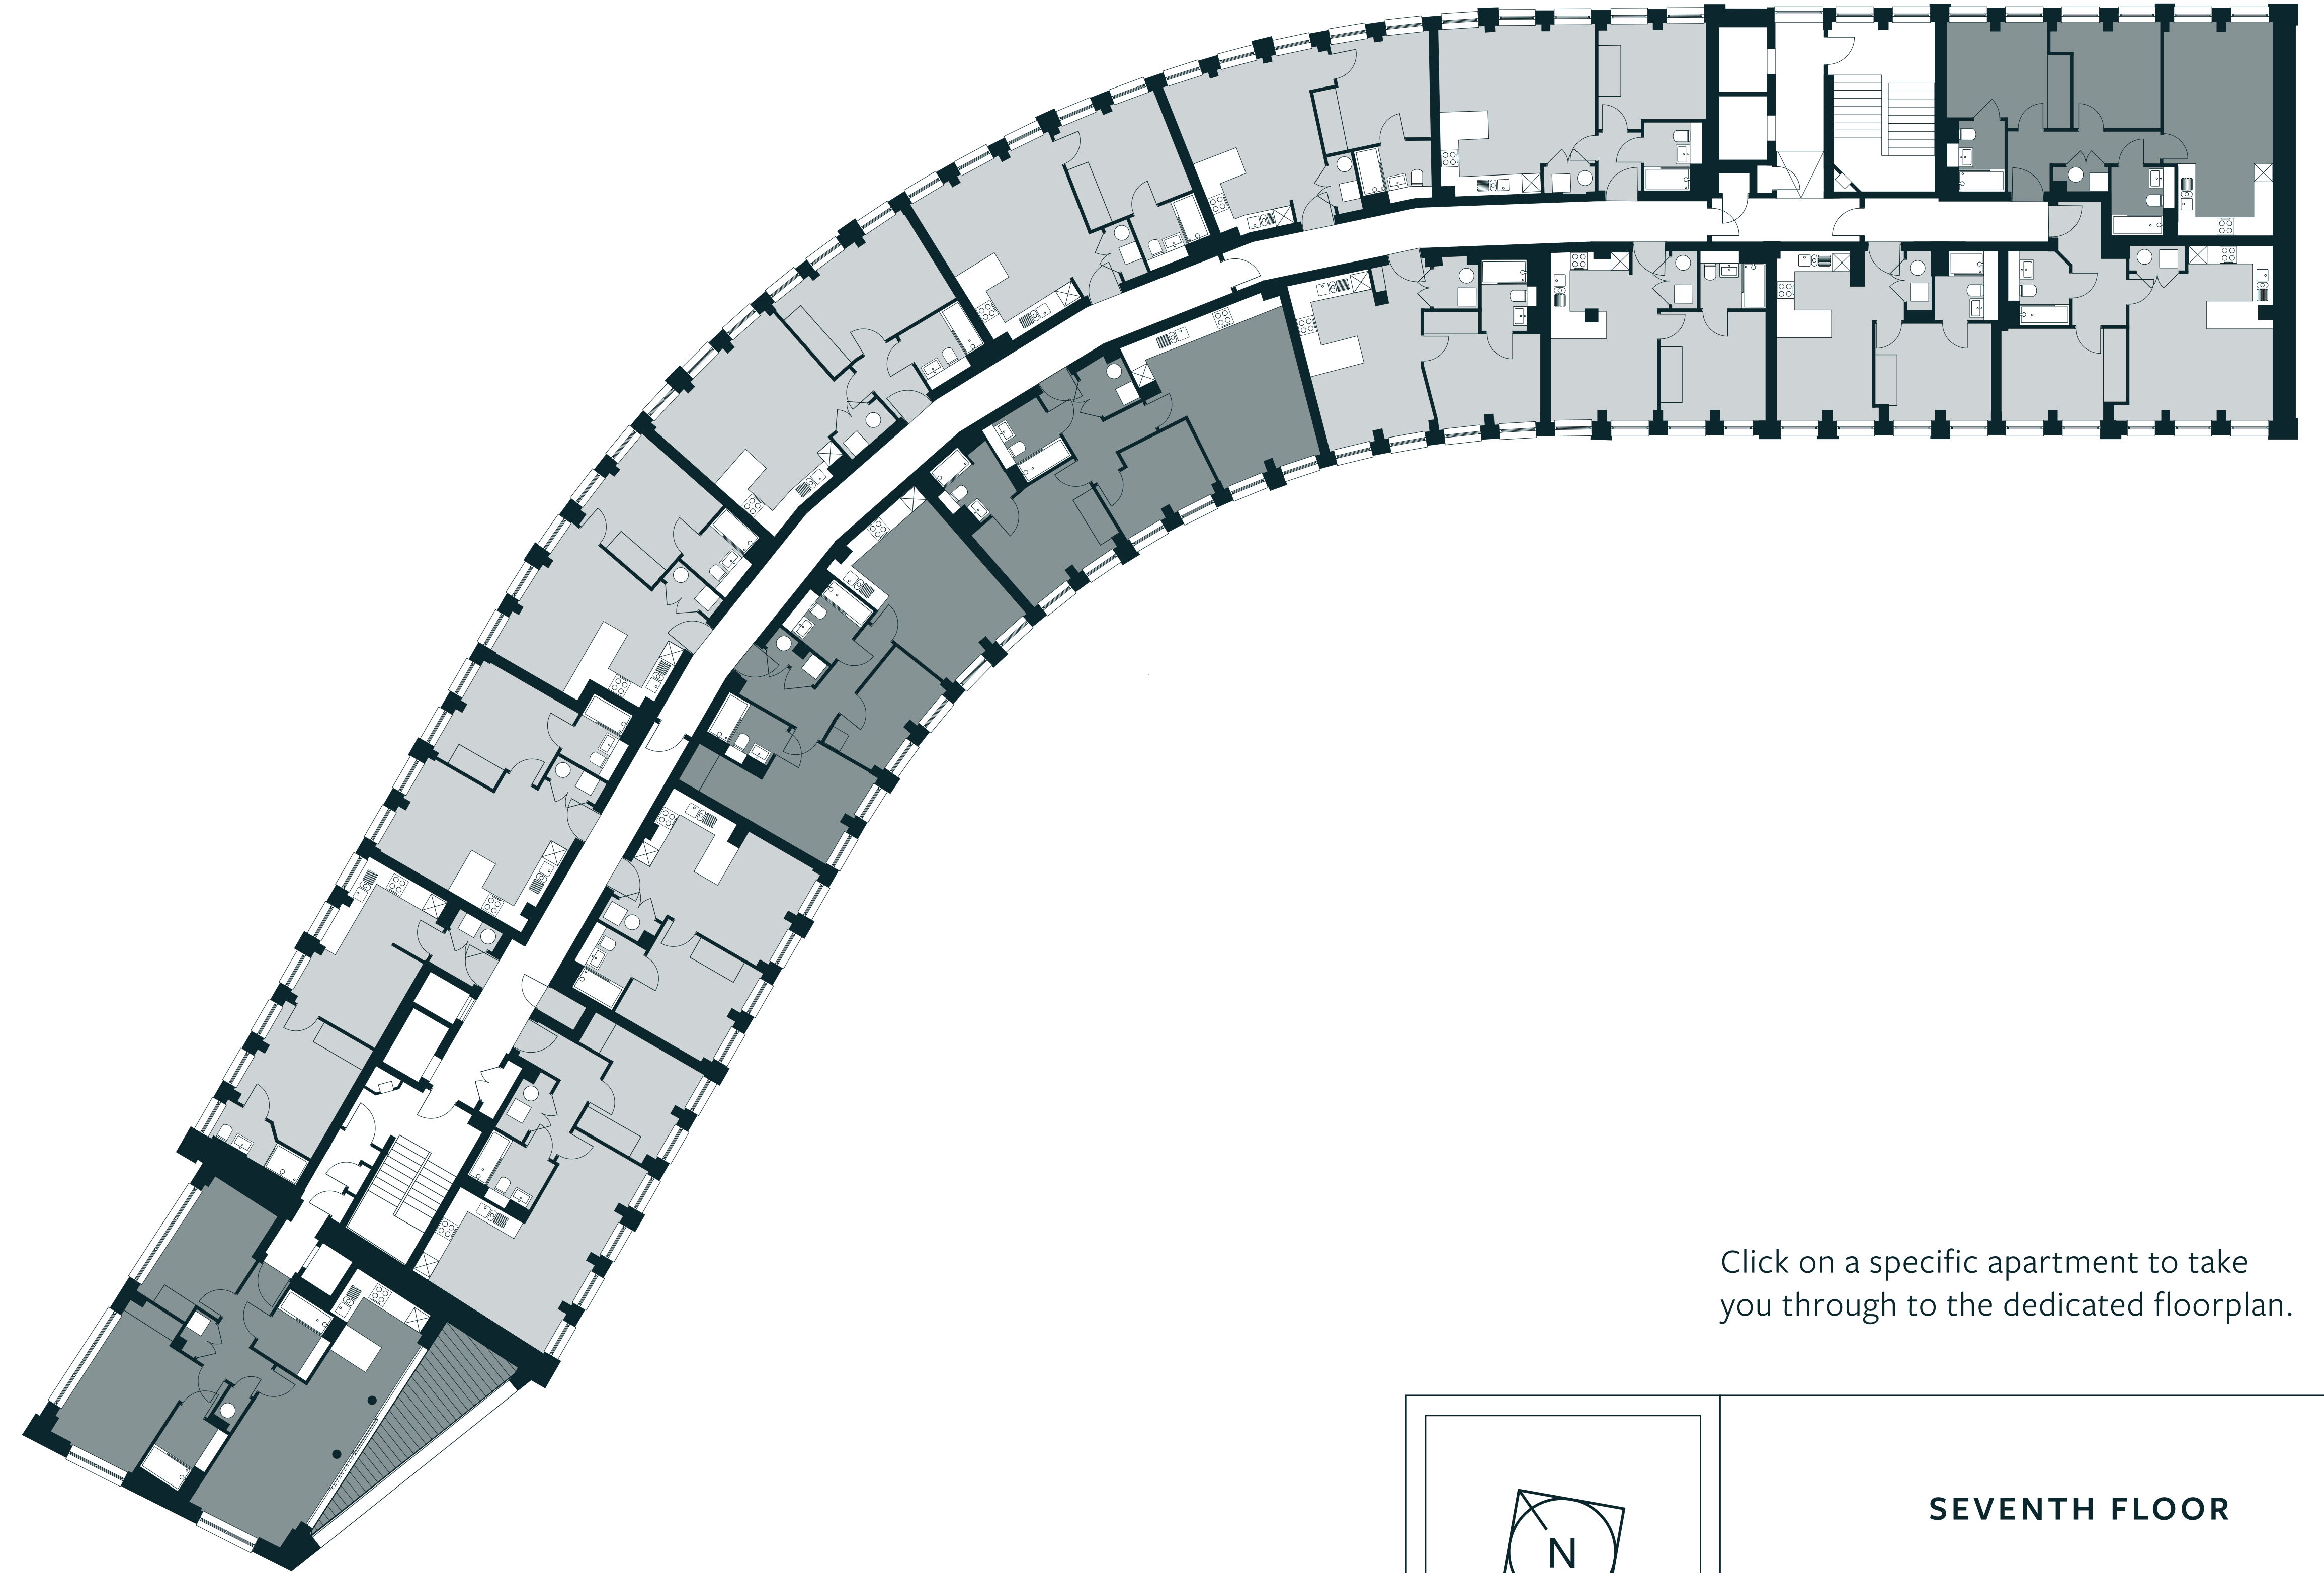 Click on a specific apartment to take
you through to the dedicated floorplan.
SEVENTH FLOOR
N